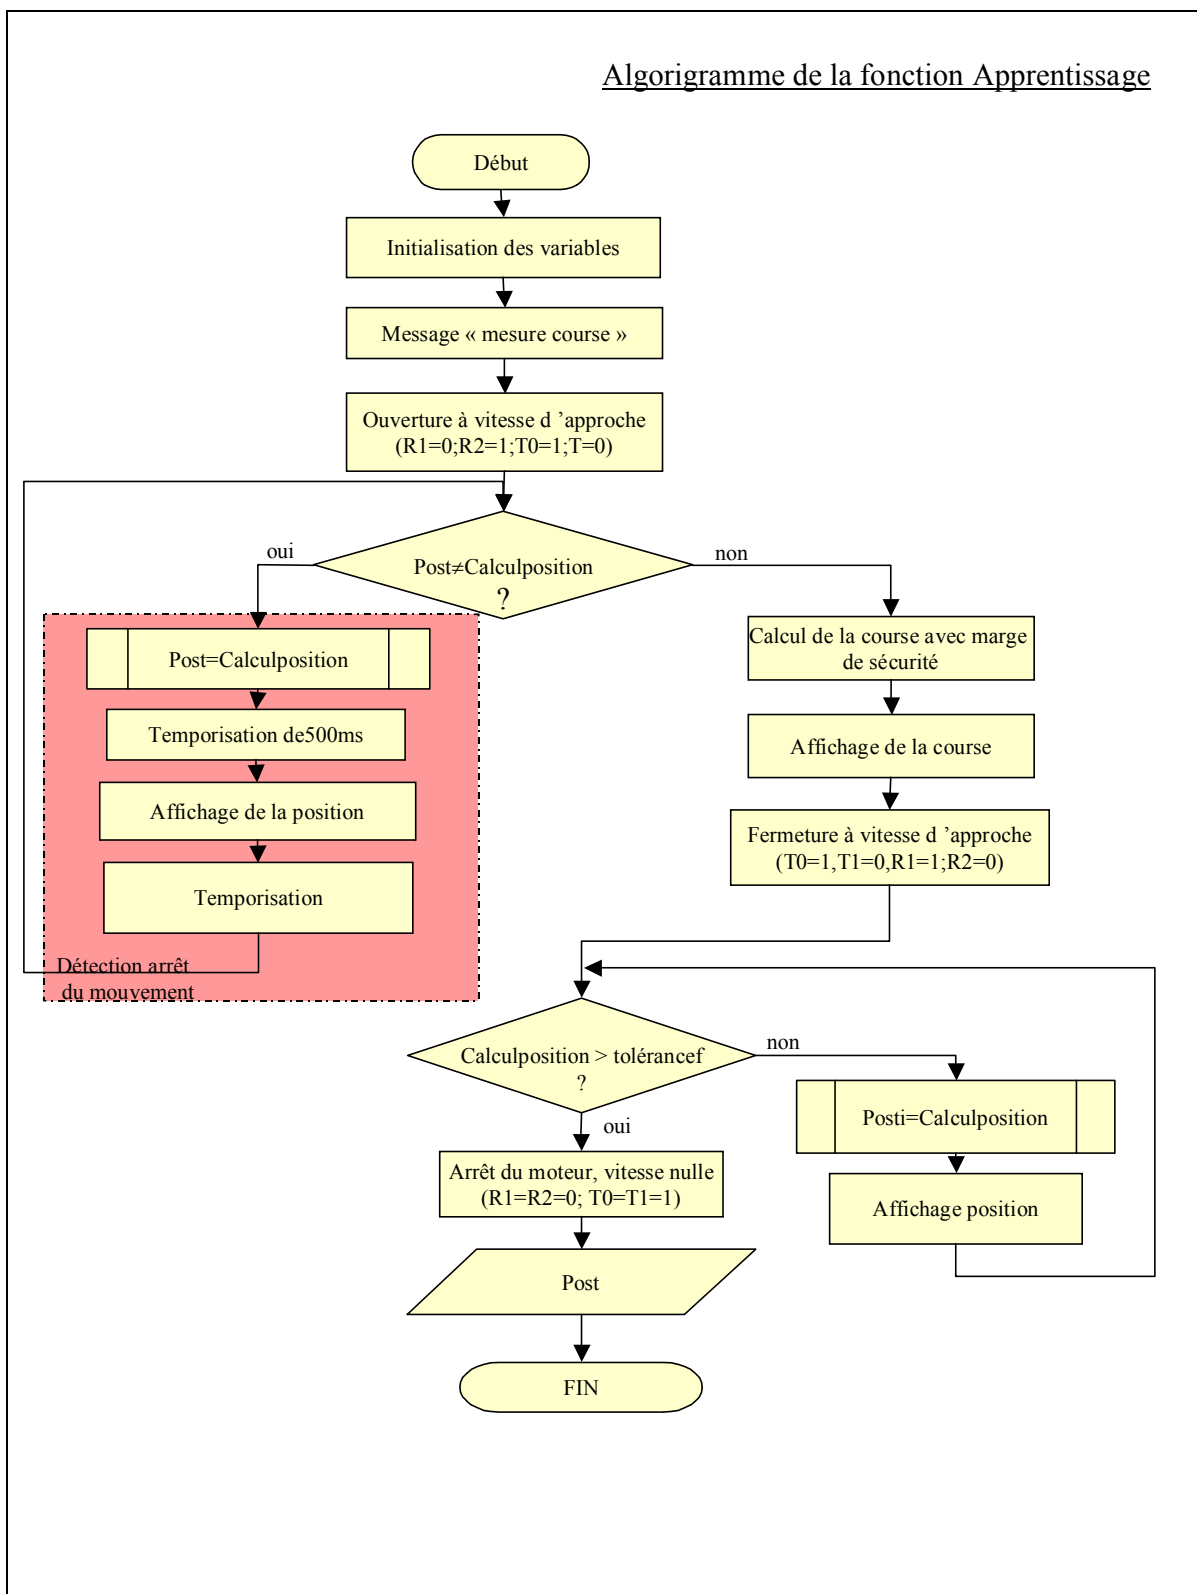 Algorigramme de la fonction Apprentissage
Début
Initialisation des variables
Message « mesure course »
Ouverture à vitesse d ’approche
(R1=0;R2=1;T0=1;T=0)
oui
Post≠Calculposition
?
non
Post=Calculposition
Temporisation de500ms
Affichage de la position
Temporisation
Détection arrêt
du mouvement
Calcul de la course avec marge
de sécurité
Affichage de la course
Fermeture à vitesse d ’approche
(T0=1,T1=0,R1=1;R2=0)
Calculposition > tolérancef
?
non
oui
Posti=Calculposition
Affichage position
Arrêt du moteur, vitesse nulle
(R1=R2=0; T0=T1=1)
Post
FIN